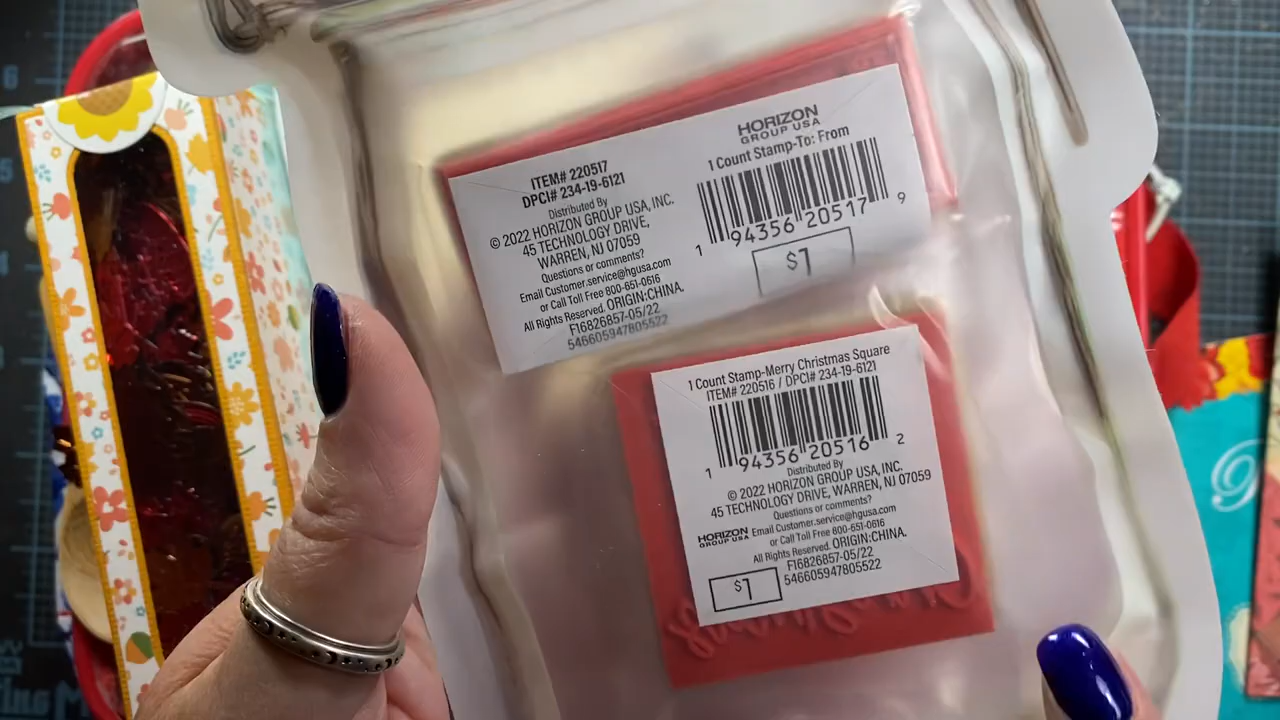 ITEM# 220517
DPCI# 234-19-6121
Distributed By
© 2022 HORIZON GROUP USA, INC.
45 TECHNOLOGY DRIVE,
WARREN, NJ 07059
Questions or comments?
Email Customer.service@hgusa.com
or Call Toll Free 800-651-0616
All Rights Reserved. ORIGIN:CHINA.
F16826857-05/22
546605947805522
HORIZON
GROUP USA
1 Count Stamp-To: From
1 94356 20517 9
$1
1 Count Stamp-Merry Christmas Square
ITEM# 220516 / DPCI# 234-19-6121
1 94356 20516 2
Distributed By
© 2022 HORIZON GROUP USA, INC.
45 TECHNOLOGY DRIVE, WARREN, NJ 07059
Questions or comments?
HORIZON
GROUP USA
Email Customer.service@hgusa.com
or Call Toll Free 800-651-0616
All Rights Reserved. ORIGIN:CHINA.
F16826857-05/22
546605947805522
$1
6
5